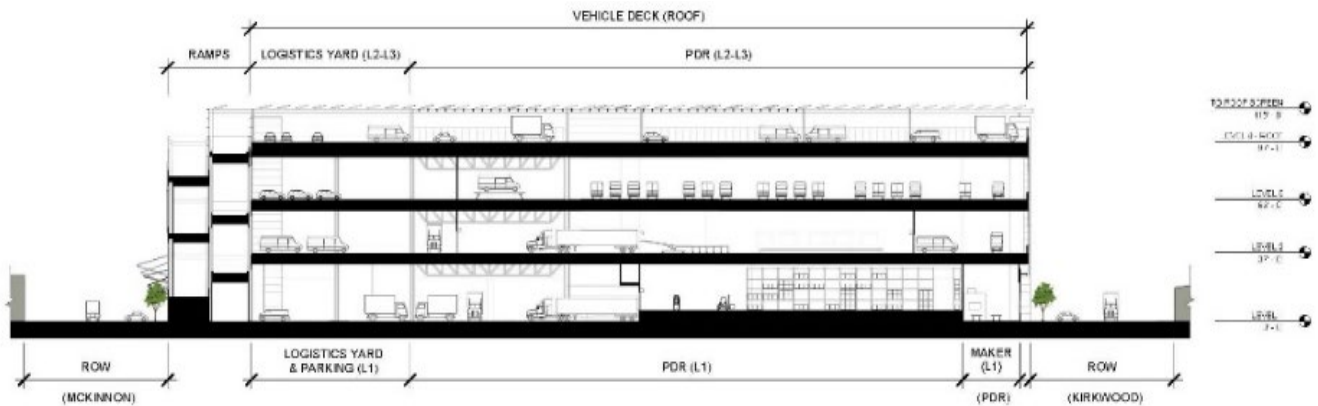 VEHICLE DECK (ROOF)
RAMPS
LOGISTICS YARD (L2-L3)
PDR (L2-L3)
ROW
(MCKINNON)
LOGISTICS YARD
& PARKING (L1)
PDR (L1)
MAKER
(L1)
(PDR)
ROW
(KIRKWOOD)